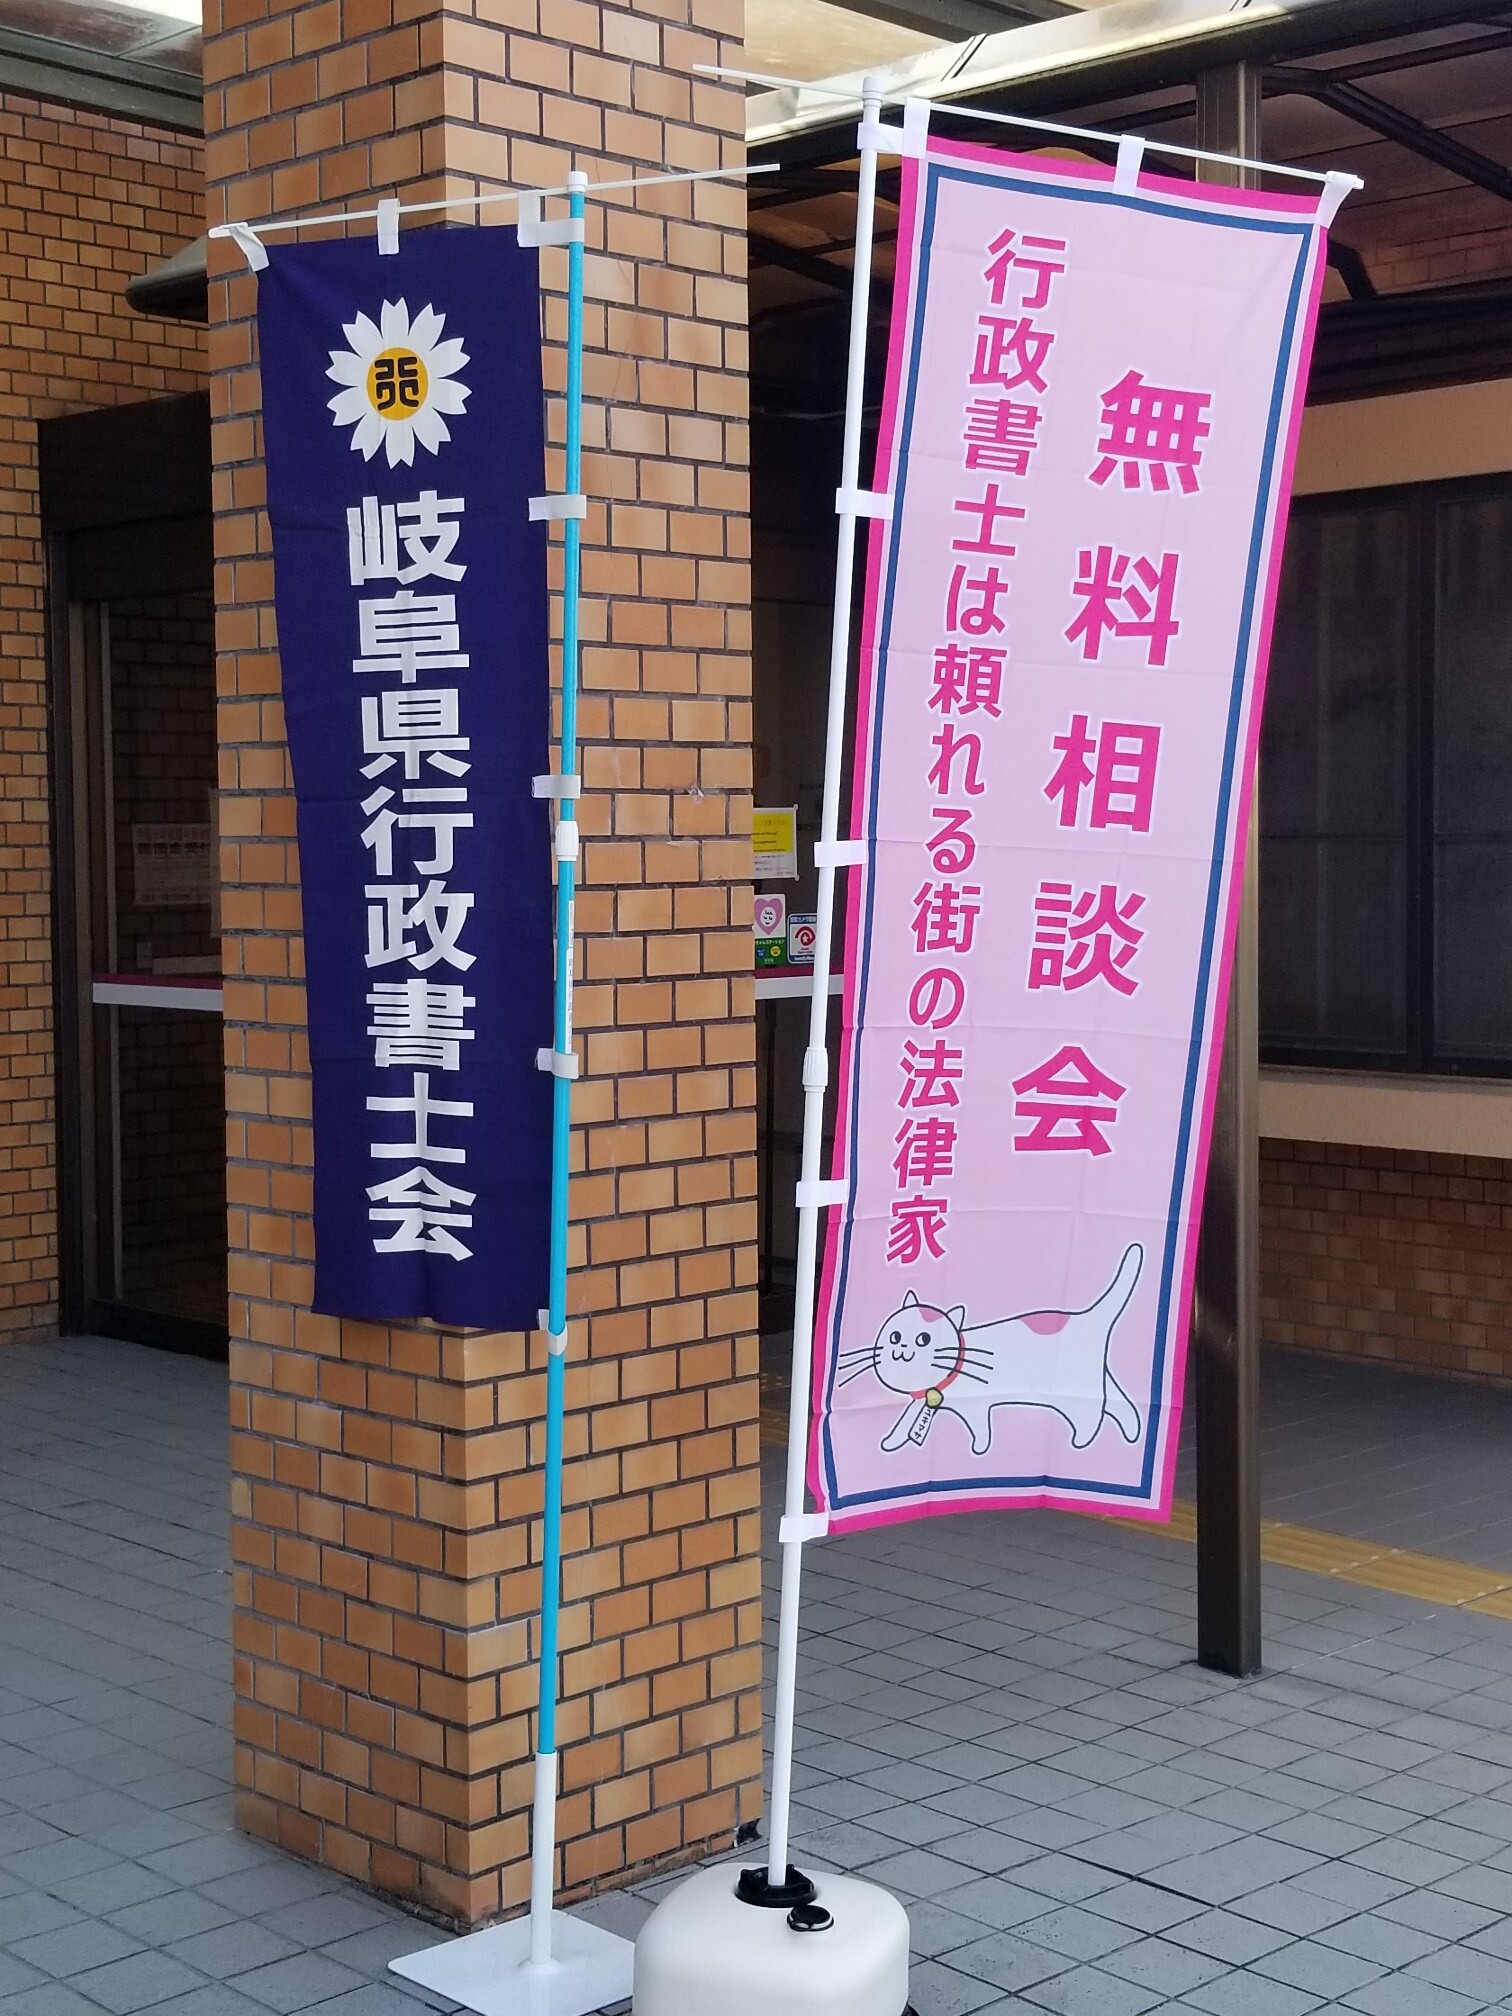 行
岐阜県行政書士会
無料相談会
行政書士は頼れる街の法律家